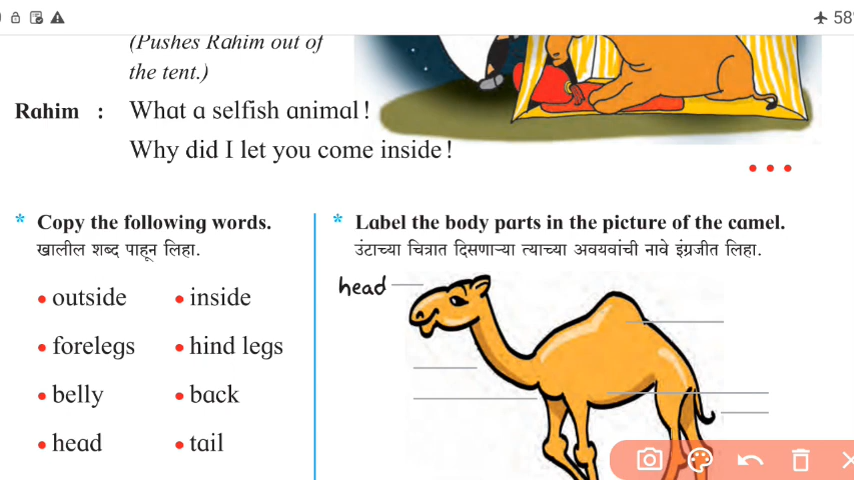 58
(Pushes Rahim out of
the tent.)
Rahim : What a selfish animal!
Why did I let you come inside!
* Copy the following words.
खालील शब्द पाहून लिहा.
• outside • inside
• forelegs • hind legs
• belly • back
• head • tail
* Label the body parts in the picture of the camel.
उंटाच्या चित्रात दिसणाऱ्या त्याच्या अवयवांची नावे इंग्रजीत लिहा.
head